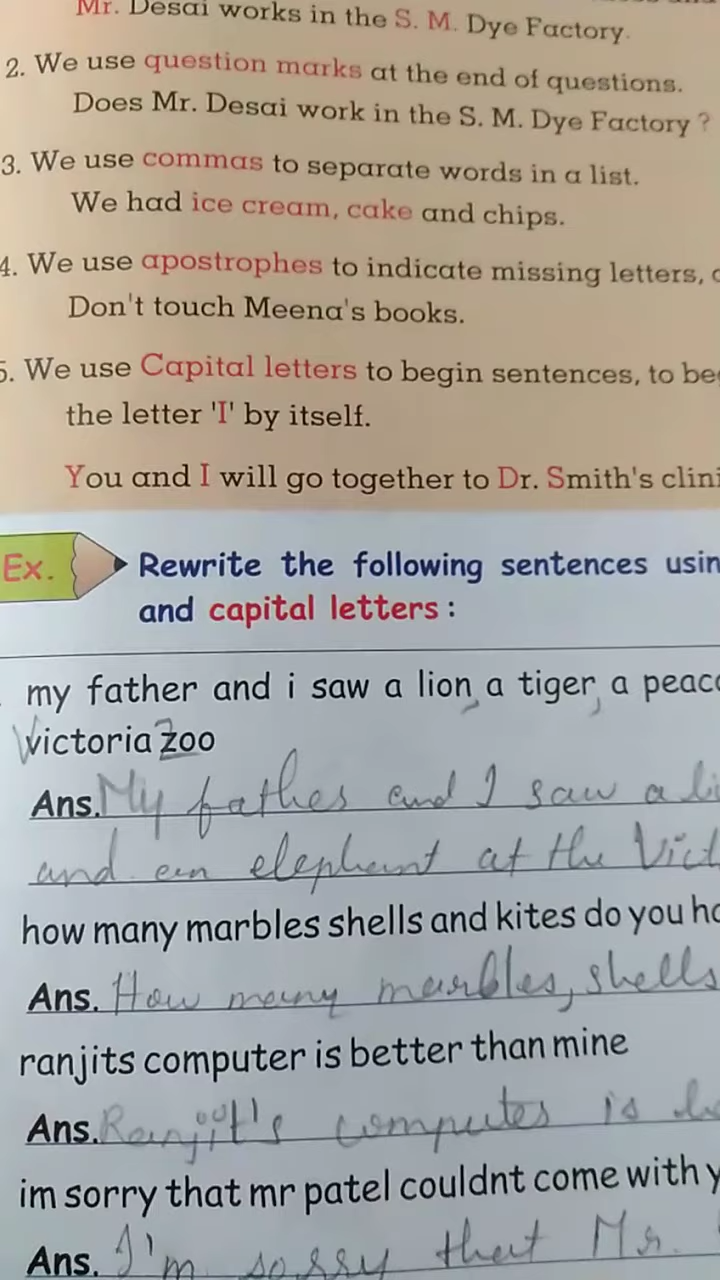 Mr. Desai works in the S. M. Dye Factory.
2. We use question marks at the end of questions.
Does Mr. Desai work in the S. M. Dye Factory ?
3. We use commas to separate words in a list.
We had ice cream, cake and chips.
4. We use apostrophes to indicate missing letters,
Don't touch Meena's books.
5. We use Capital letters to begin sentences, to be
the letter 'I' by itself.
You and I will go together to Dr. Smith's clini
Ex. Rewrite the following sentences usin
and capital letters :
my father and i saw a lion, a tiger, a peac
Victoria Zoo
Ans. My father and I saw a li
and an elephant at the Vict
how many marbles shells and kites do you ha
Ans. How many marbles, shells
ranjits computer is better than mine
Ans. Ranjit's computer is be
im sorry that mr patel couldnt come with y
Ans. I'm sorry that Mr.